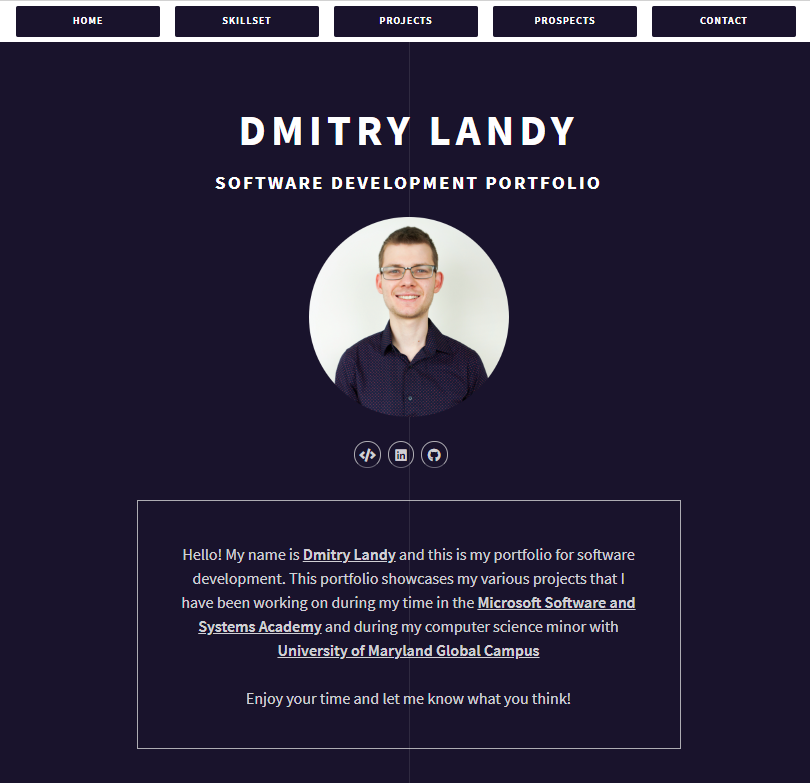 HOME SKILLSET PROJECTS PROSPECTS CONTACT
DMITRY LANDY
SOFTWARE DEVELOPMENT PORTFOLIO
Hello! My name is Dmitry Landy and this is my portfolio for software
development. This portfolio showcases my various projects that I
have been working on during my time in the Microsoft Software and
Systems Academy and during my computer science minor with
University of Maryland Global Campus
Enjoy your time and let me know what you think!